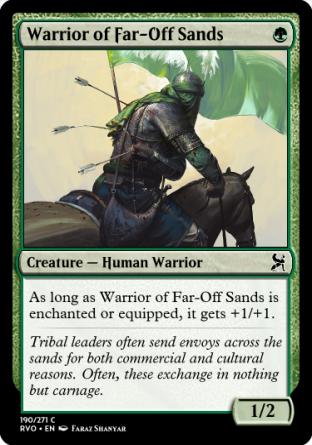 Warrior of Far-Off Sands
Creature — Human Warrior
As long as Warrior of Far-Off Sands is
enchanted or equipped, it gets +1/+1.
Tribal leaders often send envoys across the
sands for both commercial and cultural
reasons. Often, these exchange in nothing
but carnage.
1/2
190/271 C
RVO • EN Faraz Shanyar